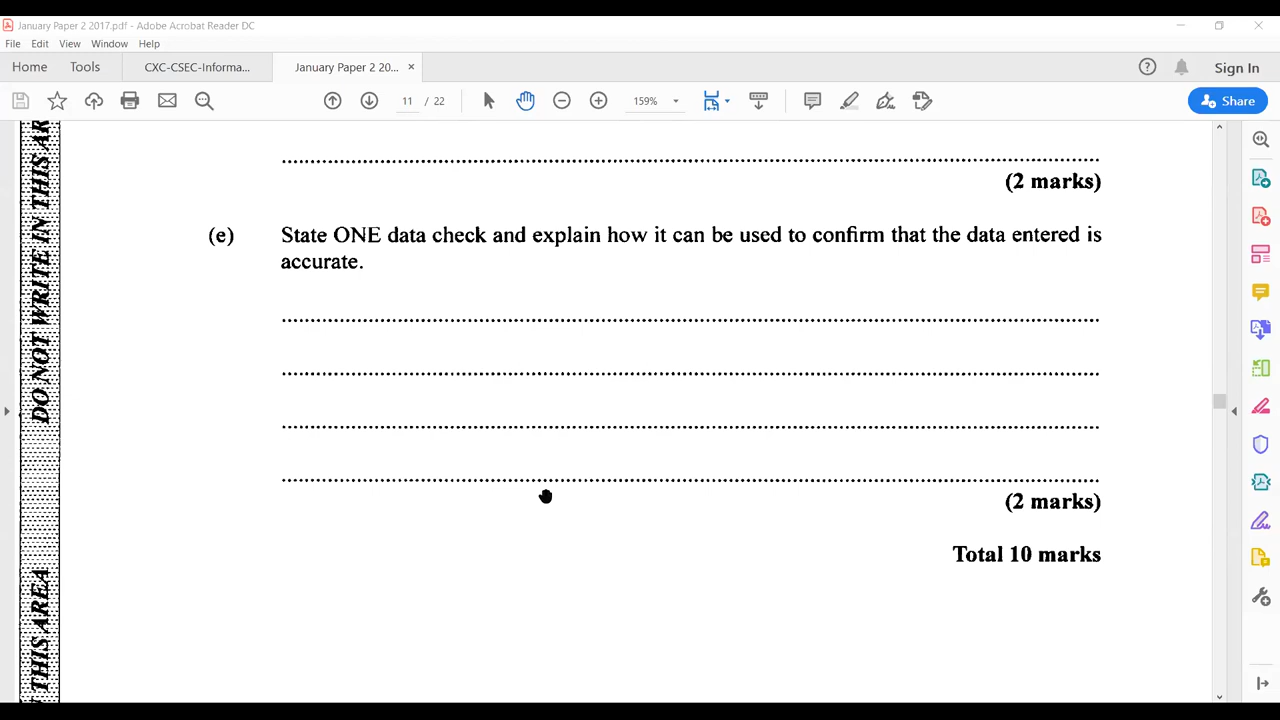 January Paper 2 2017.pdf - Adobe Acrobat Reader DC
File Edit View Window Help
Home Tools CXC-CSEC-Informa... January Paper 2 20... × Sign In
11 / 22 159% Share
(2 marks)
(e) State ONE data check and explain how it can be used to confirm that the data entered is
accurate.
(2 marks)
Total 10 marks
DO NOT WRITE IN THIS AR
THIS AREA